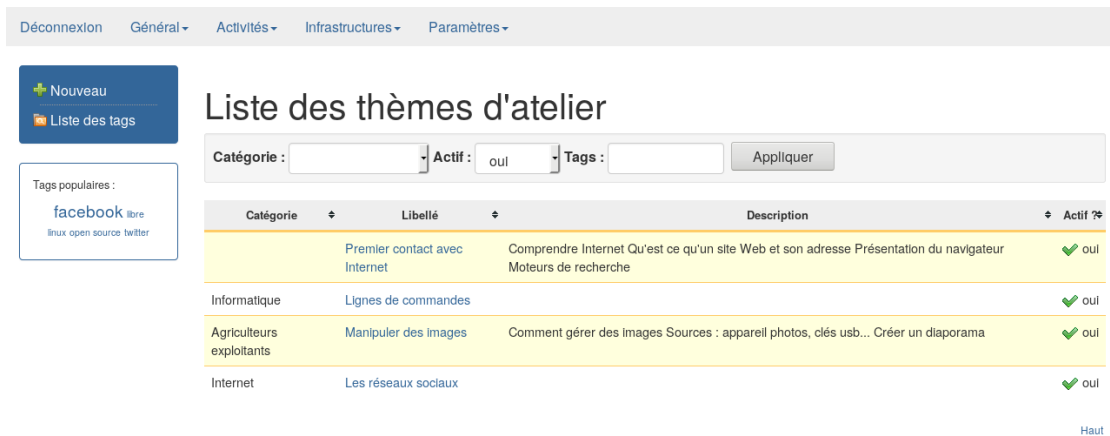 Déconnexion Général Activités Infrastructures Paramètres
Nouveau
Liste des tags
Tags populaires :
facebook libre
linux open source twitter
Liste des thèmes d'atelier
Catégorie : Actif : oui Tags : Appliquer
Catégorie Libellé Description Actif ?
Premier contact avec Internet Comprendre Internet Qu'est ce qu'un site Web et son adresse Présentation du navigateur Moteurs de recherche oui
Informatique Lignes de commandes oui
Agriculteurs exploitants Manipuler des images Comment gérer des images Sources : appareil photos, clés usb... Créer un diaporama oui
Internet Les réseaux sociaux oui
Haut